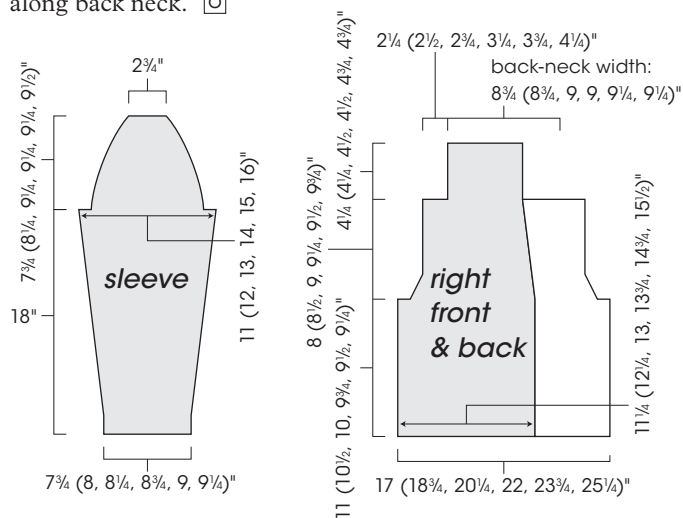 along back neck.
2¾"
7¾ (8¼, 9¼, 9¼, 9¼, 9½)"
18"
sleeve
11 (12, 13, 14, 15, 16)"
7¾ (8, 8¼, 8¾, 9, 9¼)"
2¼ (2½, 2¾, 3¼, 3¾, 4¼)"
back-neck width:
8¾ (8¾, 9, 9, 9¼, 9¼)"
4¼ (4¼, 4½, 4½, 4¾, 4¾)"
8 (8½, 9, 9¼, 9½, 9¾)"
11 (10½, 10, 9¾, 9½, 9¼)"
right
front
& back
11¼ (12¼, 13, 13¾, 14¾, 15½)"
17 (18¾, 20¼, 22, 23¾, 25¼)"